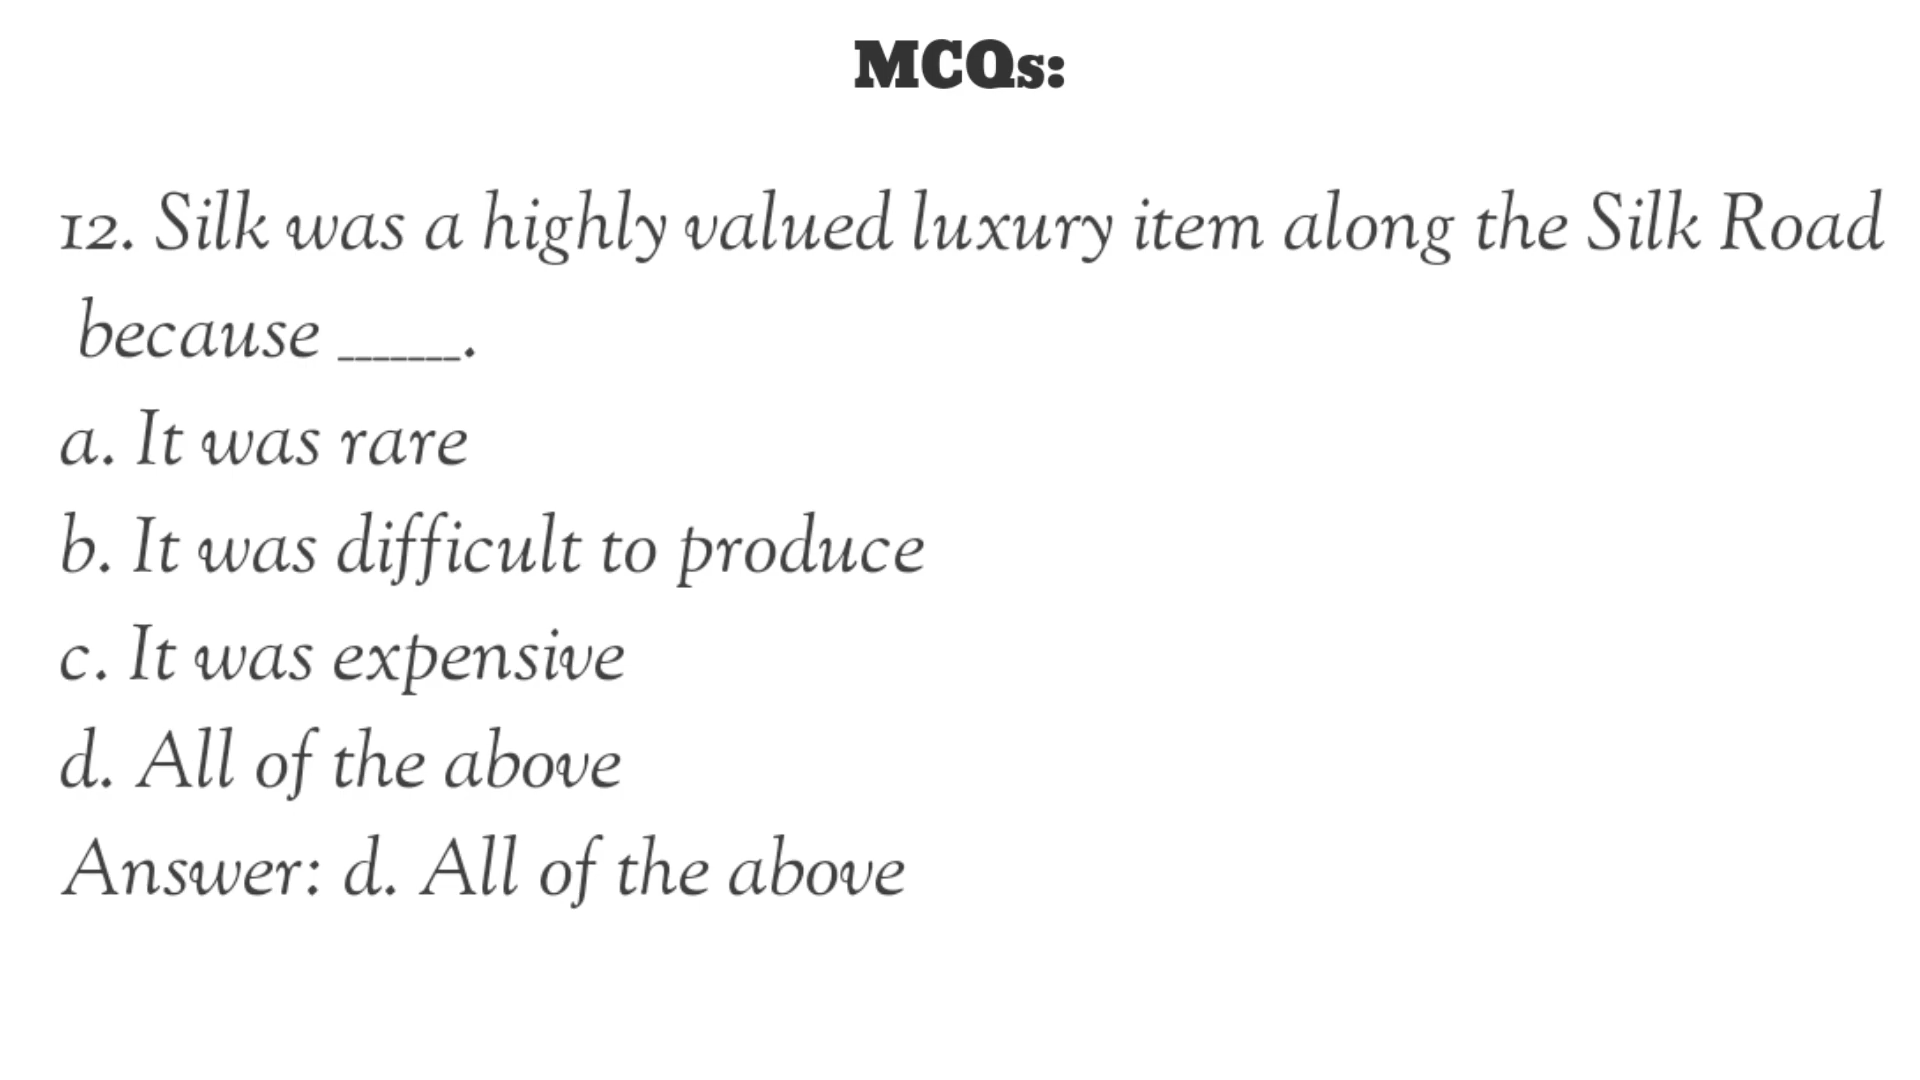 MCQs:
12. Silk was a highly valued luxury item along the Silk Road
because _______.
a. It was rare
b. It was difficult to produce
c. It was expensive
d. All of the above
Answer: d. All of the above